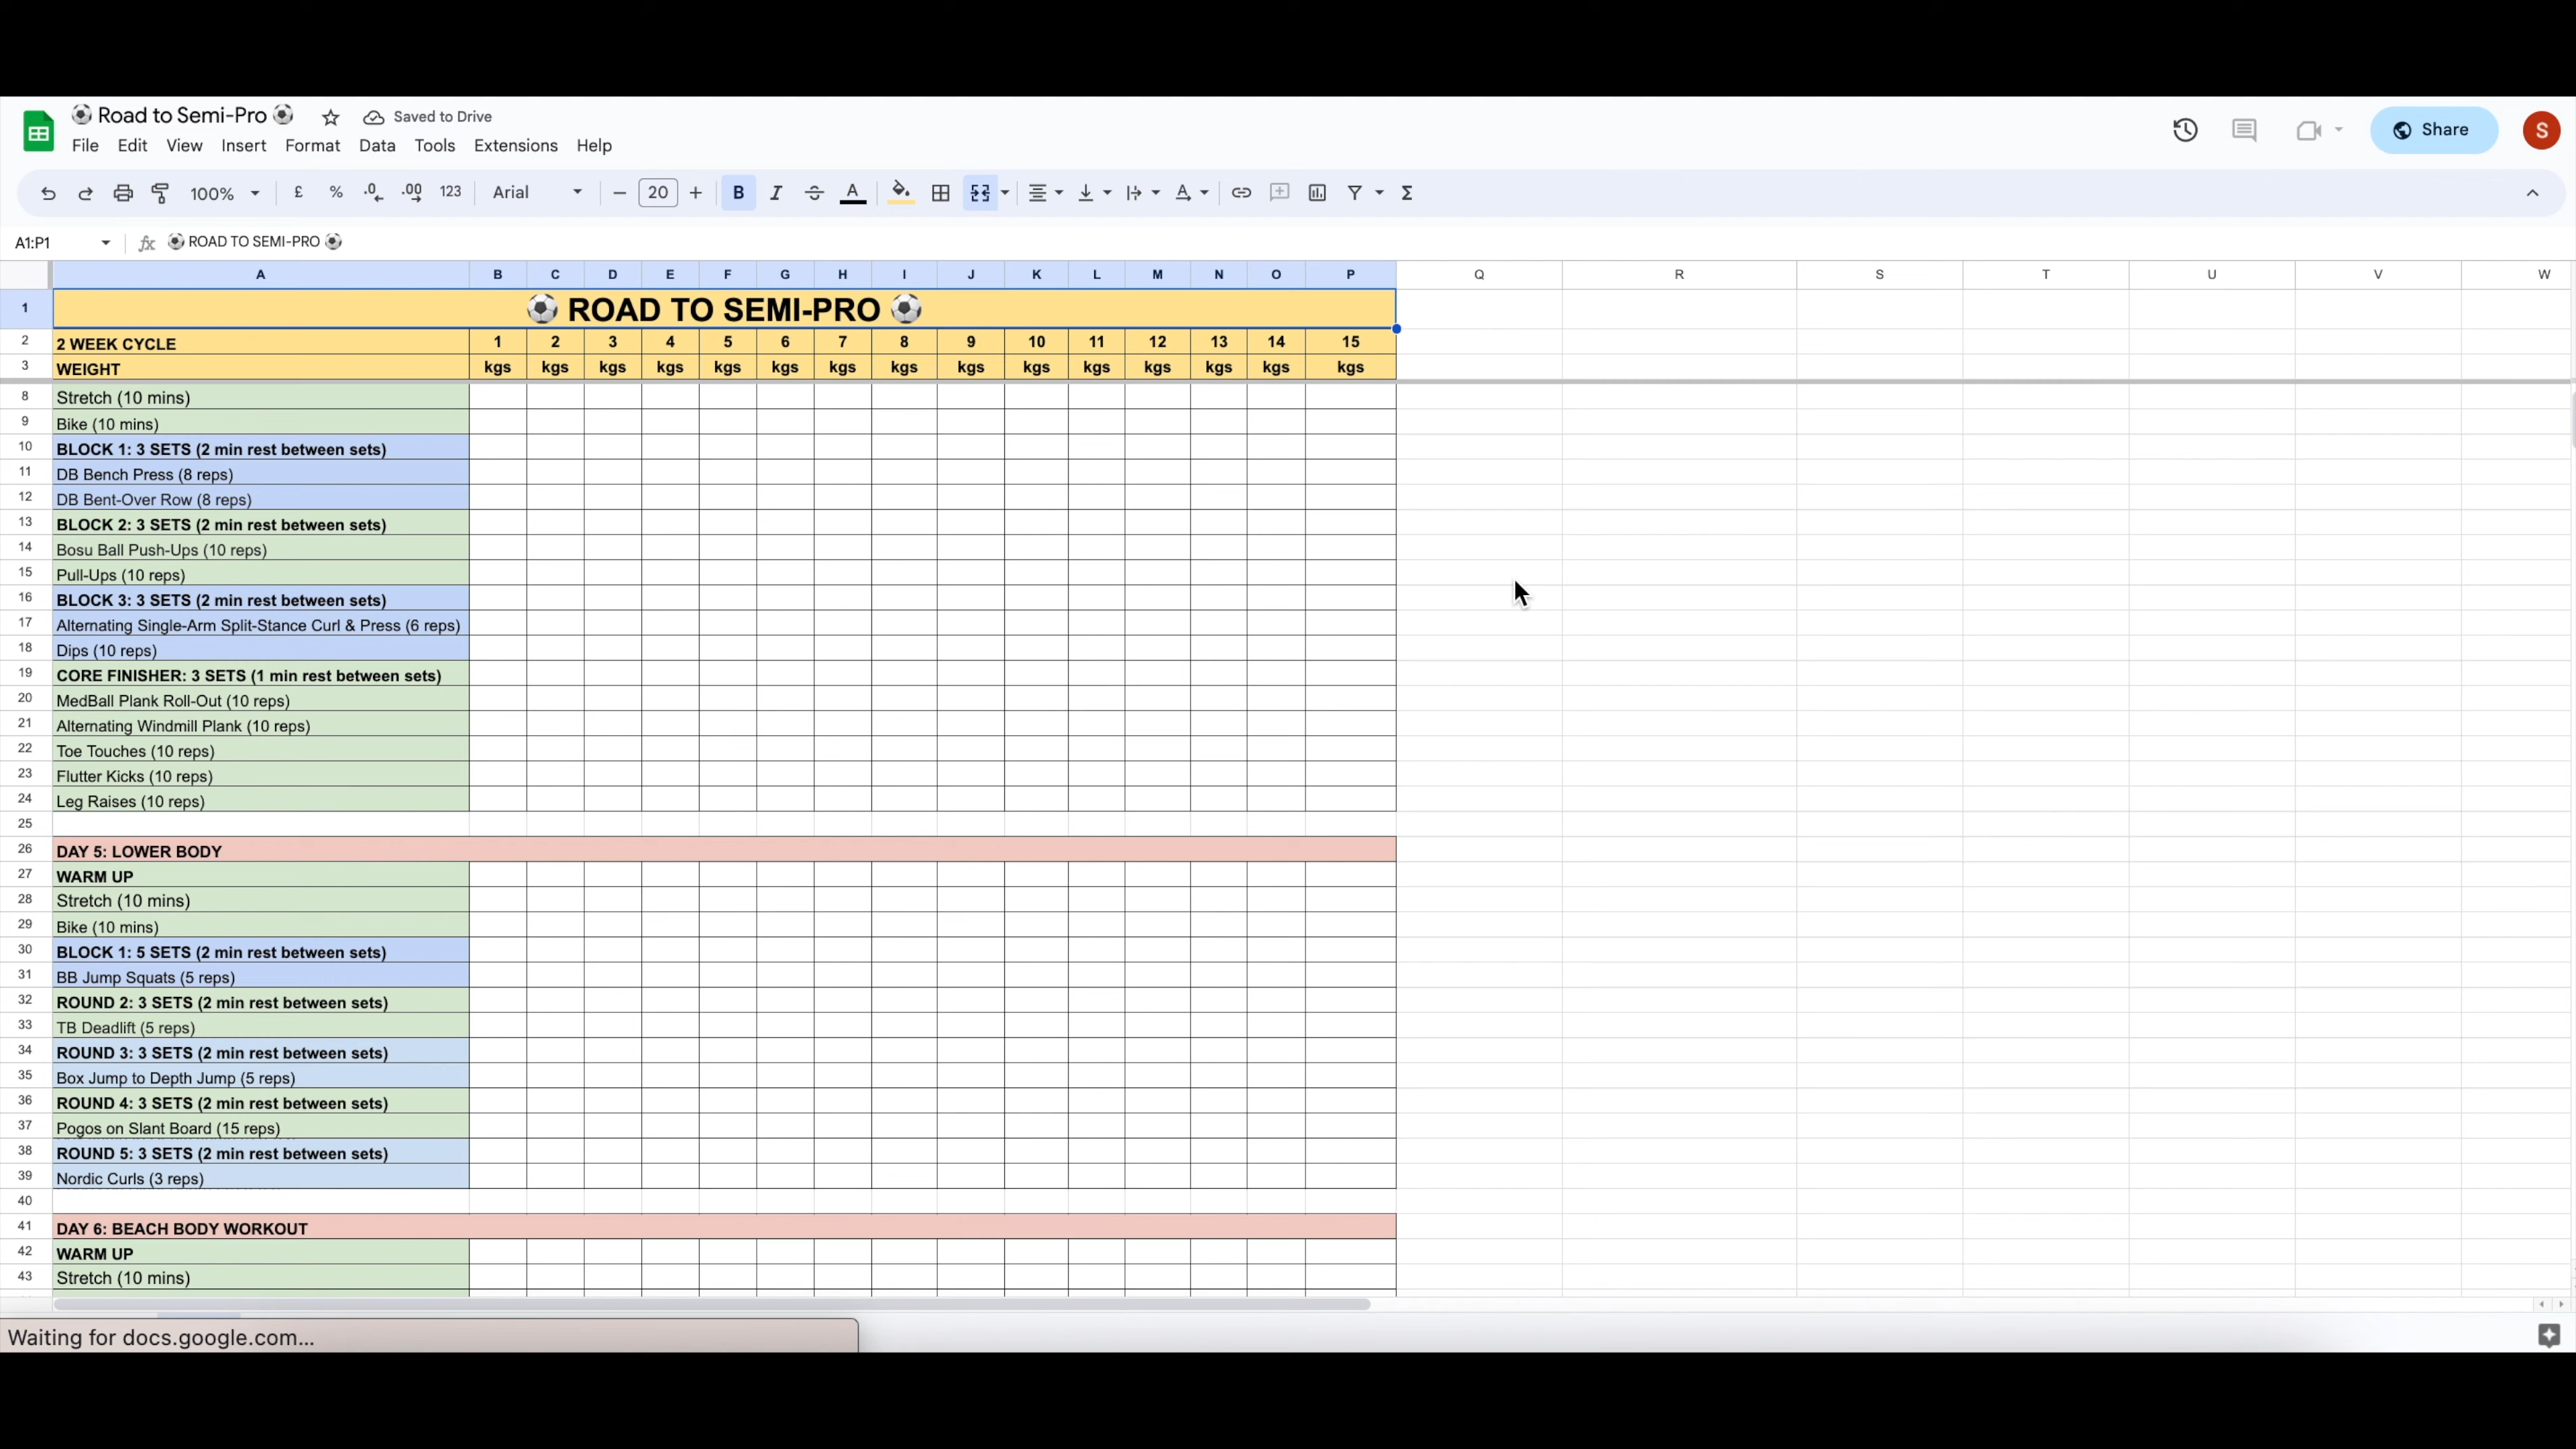 ⚽ Road to Semi-Pro ⚽ Saved to Drive
File Edit View Insert Format Data Tools Extensions Help
Share
S
100% £ % .0 .00 123 Arial 20 B I A
A1:P1 fx ⚽ ROAD TO SEMI-PRO ⚽
A B C D E F G H I J K L M N O P Q R S T U V W
1 ⚽ ROAD TO SEMI-PRO ⚽
2 2 WEEK CYCLE 1 2 3 4 5 6 7 8 9 10 11 12 13 14 15
3 WEIGHT kgs kgs kgs kgs kgs kgs kgs kgs kgs kgs kgs kgs kgs kgs kgs
8 Stretch (10 mins)
9 Bike (10 mins)
10 BLOCK 1: 3 SETS (2 min rest between sets)
11 DB Bench Press (8 reps)
12 DB Bent-Over Row (8 reps)
13 BLOCK 2: 3 SETS (2 min rest between sets)
14 Bosu Ball Push-Ups (10 reps)
15 Pull-Ups (10 reps)
16 BLOCK 3: 3 SETS (2 min rest between sets)
17 Alternating Single-Arm Split-Stance Curl & Press (6 reps)
18 Dips (10 reps)
19 CORE FINISHER: 3 SETS (1 min rest between sets)
20 MedBall Plank Roll-Out (10 reps)
21 Alternating Windmill Plank (10 reps)
22 Toe Touches (10 reps)
23 Flutter Kicks (10 reps)
24 Leg Raises (10 reps)
25
26 DAY 5: LOWER BODY
27 WARM UP
28 Stretch (10 mins)
29 Bike (10 mins)
30 BLOCK 1: 5 SETS (2 min rest between sets)
31 BB Jump Squats (5 reps)
32 ROUND 2: 3 SETS (2 min rest between sets)
33 TB Deadlift (5 reps)
34 ROUND 3: 3 SETS (2 min rest between sets)
35 Box Jump to Depth Jump (5 reps)
36 ROUND 4: 3 SETS (2 min rest between sets)
37 Pogos on Slant Board (15 reps)
38 ROUND 5: 3 SETS (2 min rest between sets)
39 Nordic Curls (3 reps)
40
41 DAY 6: BEACH BODY WORKOUT
42 WARM UP
43 Stretch (10 mins)
Waiting for docs.google.com...